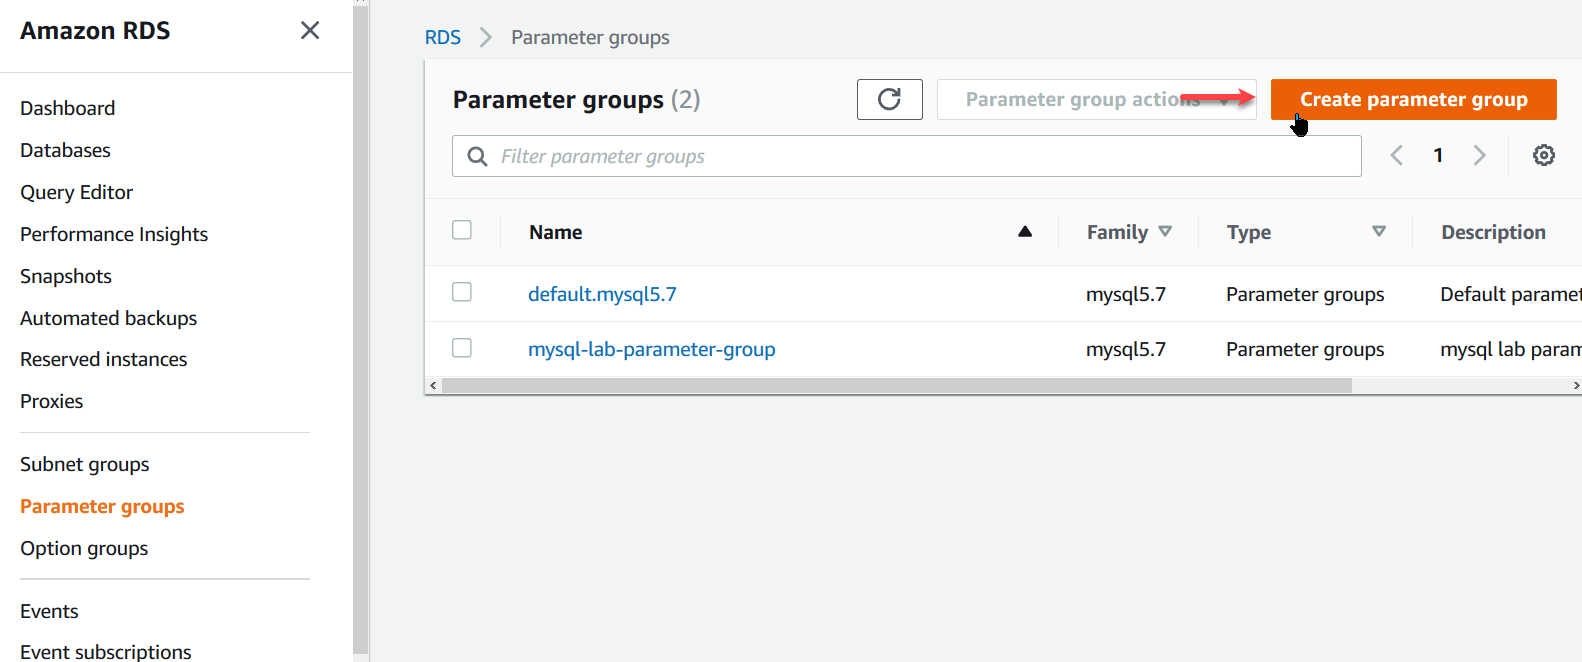 Amazon RDS
Dashboard
Databases
Query Editor
Performance Insights
Snapshots
Automated backups
Reserved instances
Proxies
Subnet groups
Parameter groups
Option groups
Events
Event subscriptions
RDS > Parameter groups
Parameter groups (2)
Parameter group actions
Create parameter group
Filter parameter groups
1
Name Family Type Description
default.mysql5.7 mysql5.7 Parameter groups Default paramet
mysql-lab-parameter-group mysql5.7 Parameter groups mysql lab param